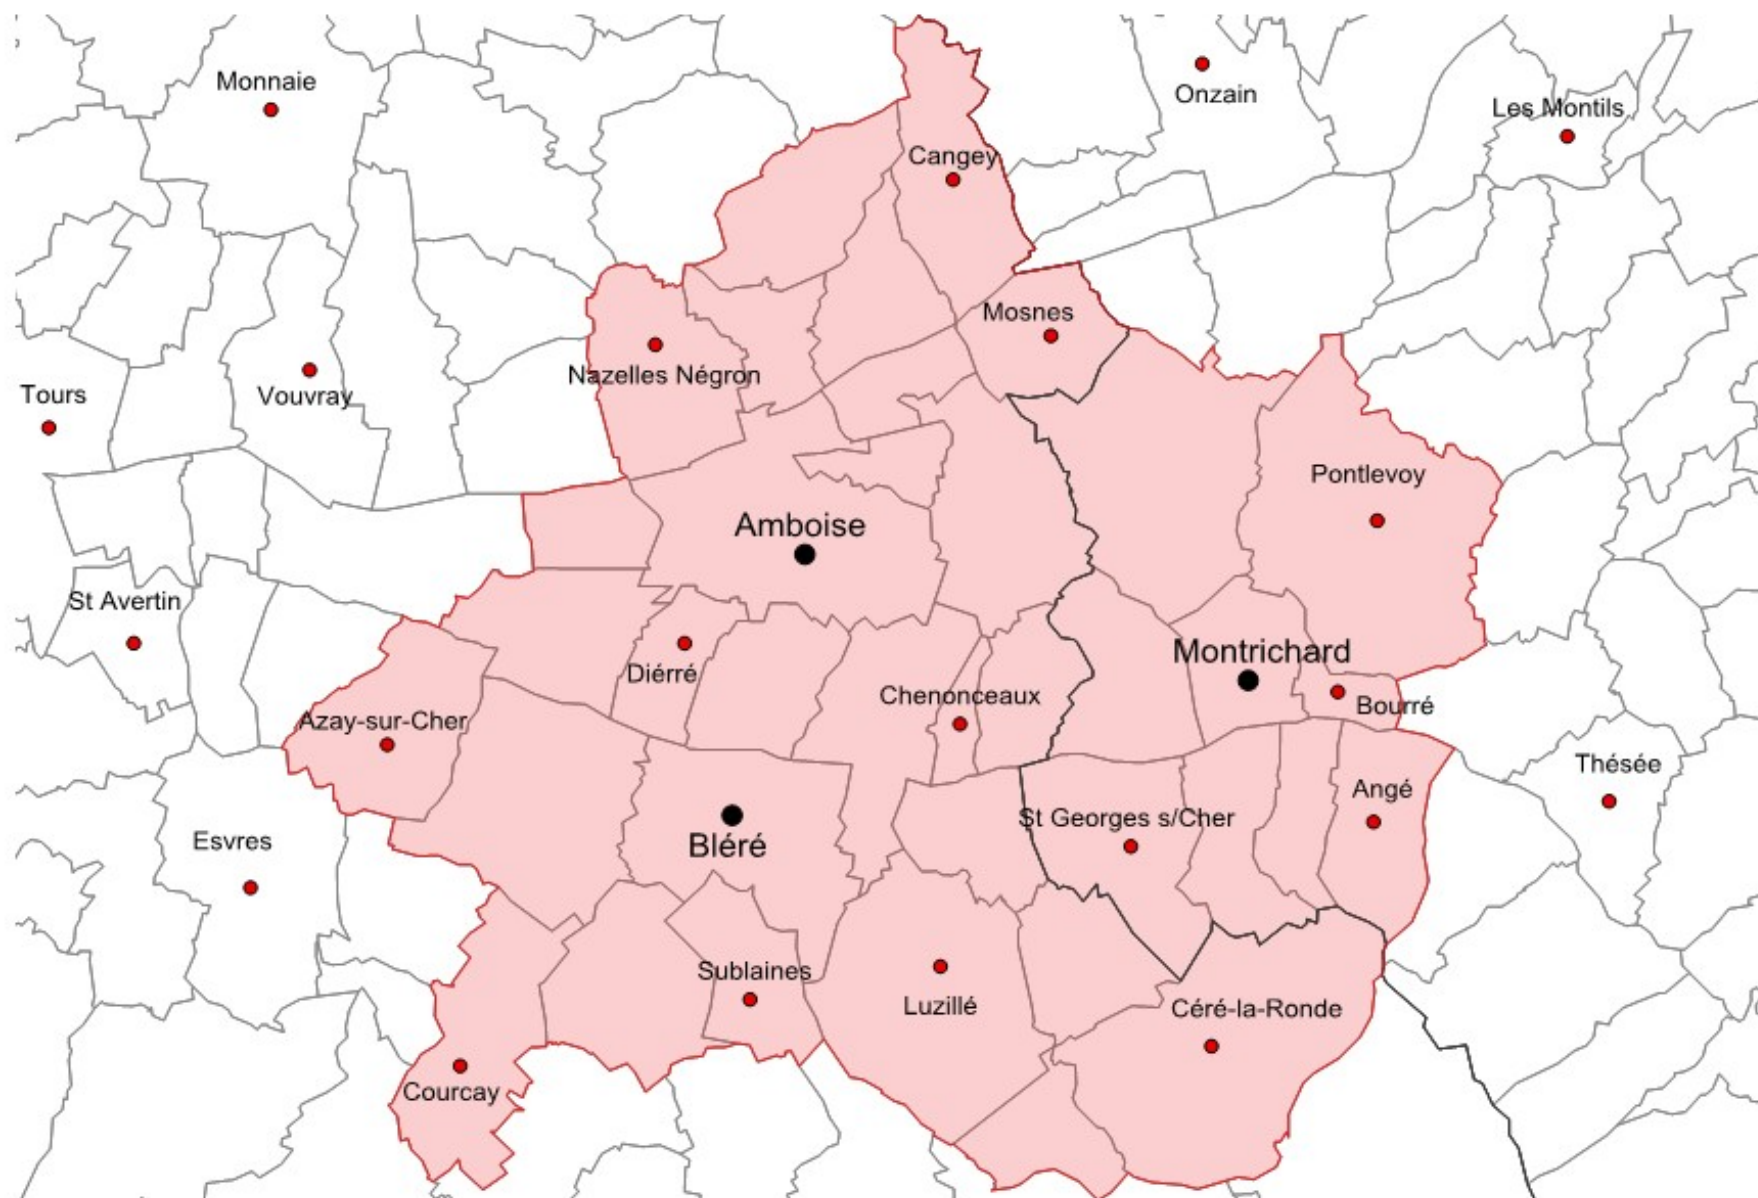 Monnaie
Onzain
Les Montils
Cangey
Mosnes
Nazelles Négron
Tours
Vouvray
Pontlevoy
Amboise
St Avertin
Diérré
Montrichard
Chenonceaux
Bourré
Azay-sur-Cher
Thésée
Angé
St Georges s/Cher
Esvres
Bléré
Sublaines
Luzillé
Céré-la-Ronde
Courcay